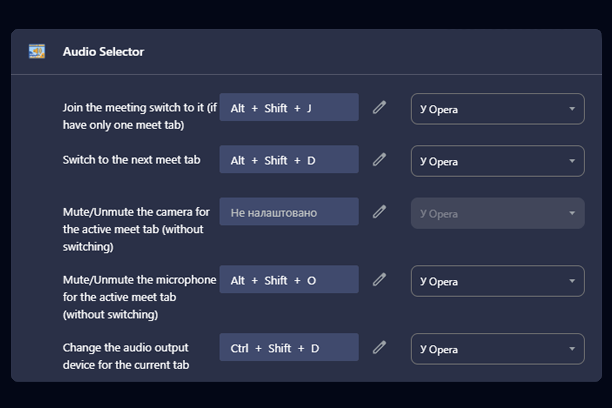 Audio Selector
Join the meeting switch to it (if Alt + Shift + J У Opera
have only one meet tab)
Switch to the next meet tab Alt + Shift + D У Opera
Mute/Unmute the camera for Не налаштовано У Opera
the active meet tab (without
switching)
Mute/Unmute the microphone Alt + Shift + O У Opera
for the active meet tab
(without switching)
Change the audio output Ctrl + Shift + D У Opera
device for the current tab